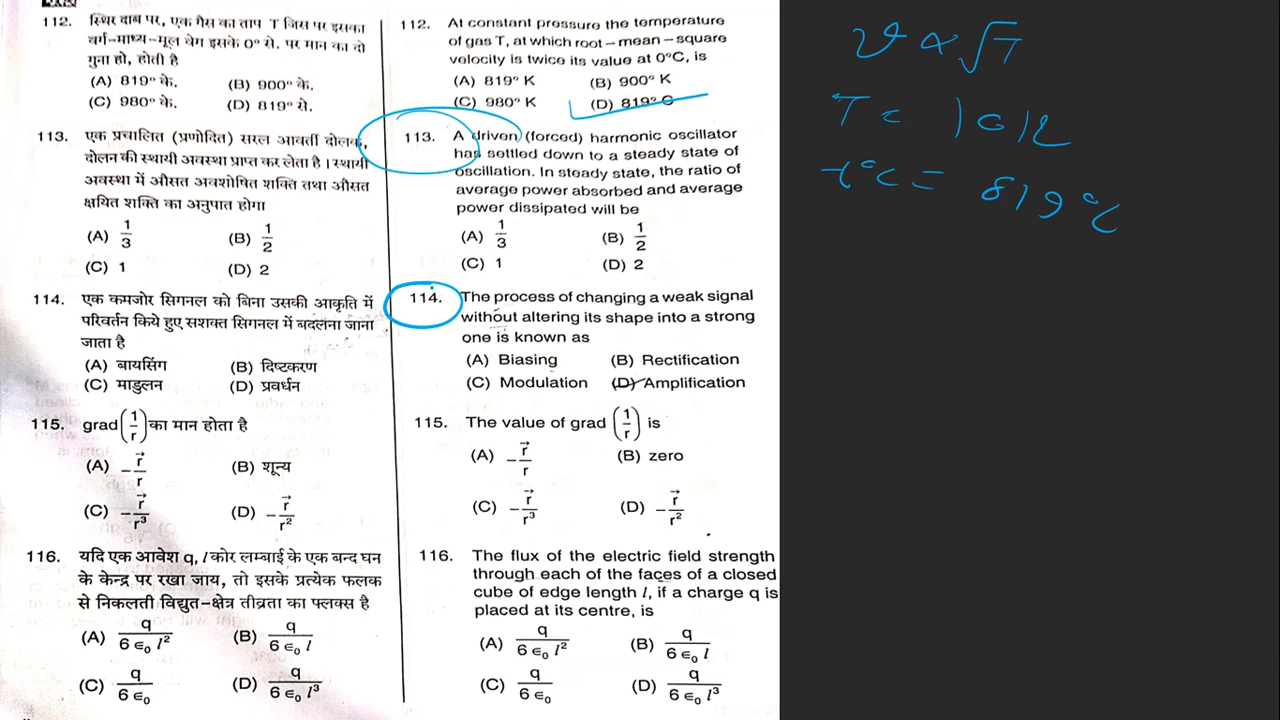 112. स्थिर दाब पर, एक गैस का ताप T जिस पर इसका
वर्ग–माध्य–मूल वेग इसके 0° से. पर मान का दो
गुना हो, होती है
(A) 819° के. (B) 900° के.
(C) 980° के. (D) 819° से.
113. एक प्रचालित (प्रणोदित) सरल आवर्ती दोलक,
दोलन की स्थायी अवस्था प्राप्त कर लेता है। स्थायी
अवस्था में औसत अवशोषित शक्ति तथा औसत
क्षयित शक्ति का अनुपात होगा
(A) 1/3 (B) 1/2
(C) 1 (D) 2
114. एक कमजोर सिगनल को बिना उसकी आकृति में
परिवर्तन किये हुए सशक्त सिगनल में बदलना जाना
जाता है
(A) बायसिंग (B) दिष्टकरण
(C) माडुलन (D) प्रवर्धन
115. grad (1/r) का मान होता है
(A) –r⃗/r (B) शून्य
(C) –r⃗/r³ (D) –r⃗/r²
116. यदि एक आवेश q, l कोर लम्बाई के एक बन्द घन
के केन्द्र पर रखा जाय, तो इसके प्रत्येक फलक
से निकलती विद्युत–क्षेत्र तीव्रता का फ्लक्स है
(A) q/6 ∈₀ l² (B) q/6 ∈₀ l
(C) q/6 ∈₀ (D) q/6 ∈₀ l³
112. At constant pressure the temperature
of gas T, at which root – mean – square
velocity is twice its value at 0°C, is
(A) 819° K (B) 900° K
(C) 980° K (D) 819° C
113. A driven (forced) harmonic oscillator
has settled down to a steady state of
oscillation. In steady state, the ratio of
average power absorbed and average
power dissipated will be
(A) 1/3 (B) 1/2
(C) 1 (D) 2
114. The process of changing a weak signal
without altering its shape into a strong
one is known as
(A) Biasing (B) Rectification
(C) Modulation (D) Amplification
115. The value of grad (1/r) is
(A) –r⃗/r (B) zero
(C) –r⃗/r³ (D) –r⃗/r²
116. The flux of the electric field strength
through each of the faces of a closed
cube of edge length l, if a charge q is
placed at its centre, is
(A) q/6 ∈₀ l² (B) q/6 ∈₀ l
(C) q/6 ∈₀ (D) q/6 ∈₀ l³
ϑ ∝ √T
T =
t°C = 819°C